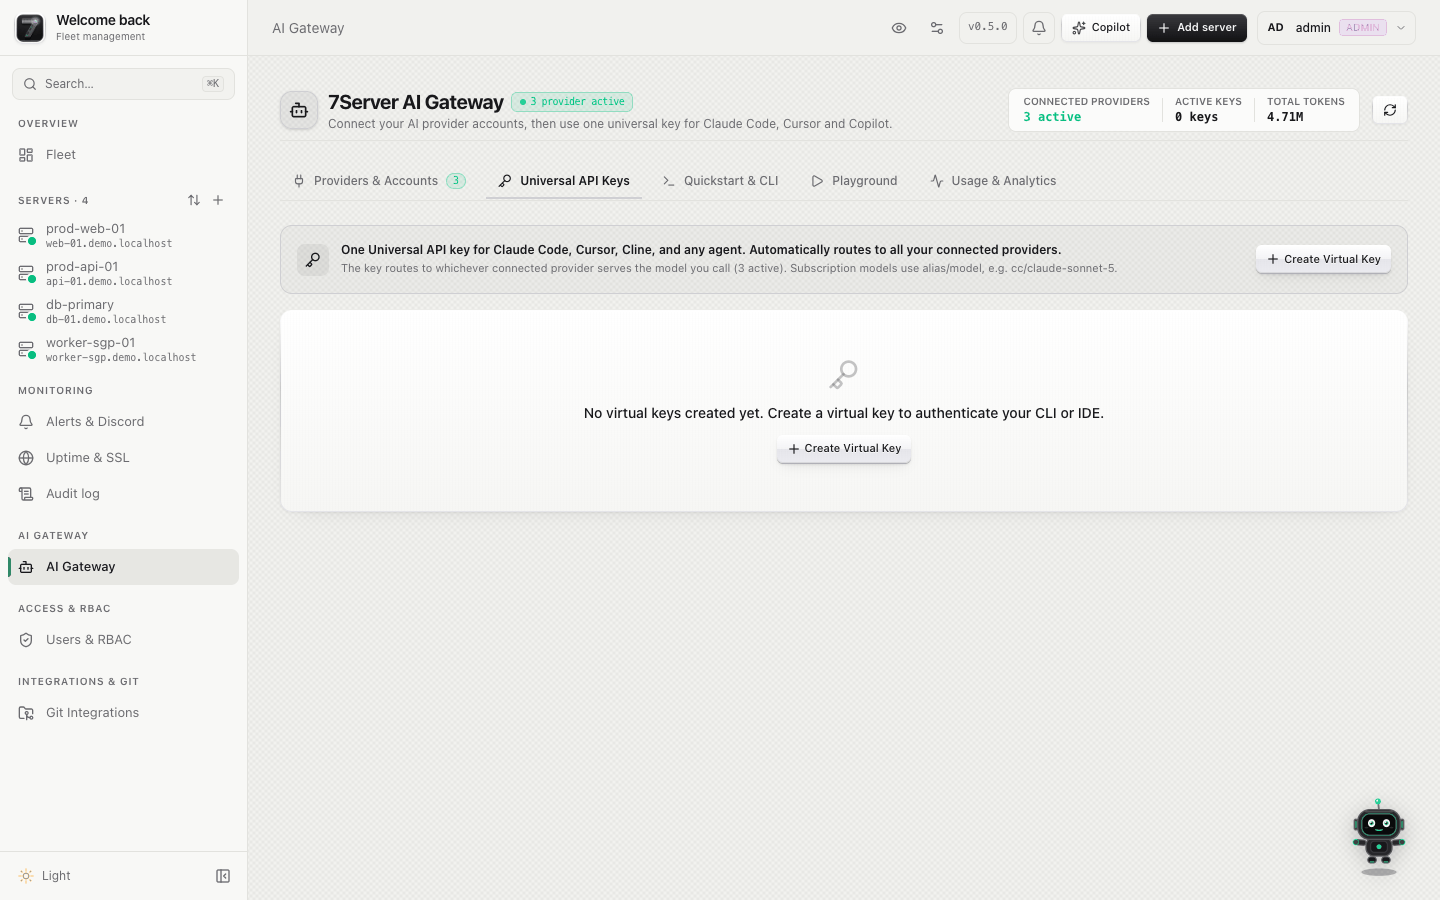 Welcome back
Fleet management
Search...
⌘K
OVERVIEW
Fleet
SERVERS · 4
prod-web-01
web-01.demo.localhost
prod-api-01
api-01.demo.localhost
db-primary
db-01.demo.localhost
worker-sgp-01
worker-sgp.demo.localhost
MONITORING
Alerts & Discord
Uptime & SSL
Audit log
AI GATEWAY
AI Gateway
ACCESS & RBAC
Users & RBAC
INTEGRATIONS & GIT
Git Integrations
Light
AI Gateway
v0.5.0
Copilot
Add server
AD admin ADMIN
7Server AI Gateway
3 provider active
Connect your AI provider accounts, then use one universal key for Claude Code, Cursor and Copilot.
CONNECTED PROVIDERS
3 active
ACTIVE KEYS
0 keys
TOTAL TOKENS
4.71M
Providers & Accounts 3
Universal API Keys
Quickstart & CLI
Playground
Usage & Analytics
One Universal API key for Claude Code, Cursor, Cline, and any agent. Automatically routes to all your connected providers.
The key routes to whichever connected provider serves the model you call (3 active). Subscription models use alias/model, e.g. cc/claude-sonnet-5.
Create Virtual Key
No virtual keys created yet. Create a virtual key to authenticate your CLI or IDE.
Create Virtual Key